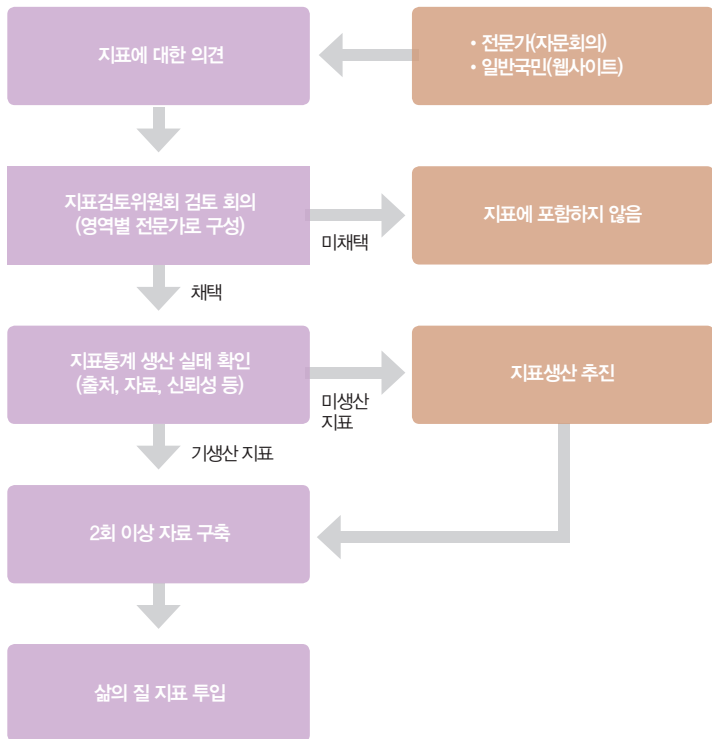 지표에 대한 의견
• 전문가(자문회의)
• 일반국민(웹사이트)
지표검토위원회 검토 회의
(영역별 전문가로 구성)
미채택
지표에 포함하지 않음
채택
지표통계 생산 실태 확인
(출처, 자료, 신뢰성 등)
미생산
지표
지표생산 추진
기생산 지표
2회 이상 자료 구축
삶의 질 지표 투입